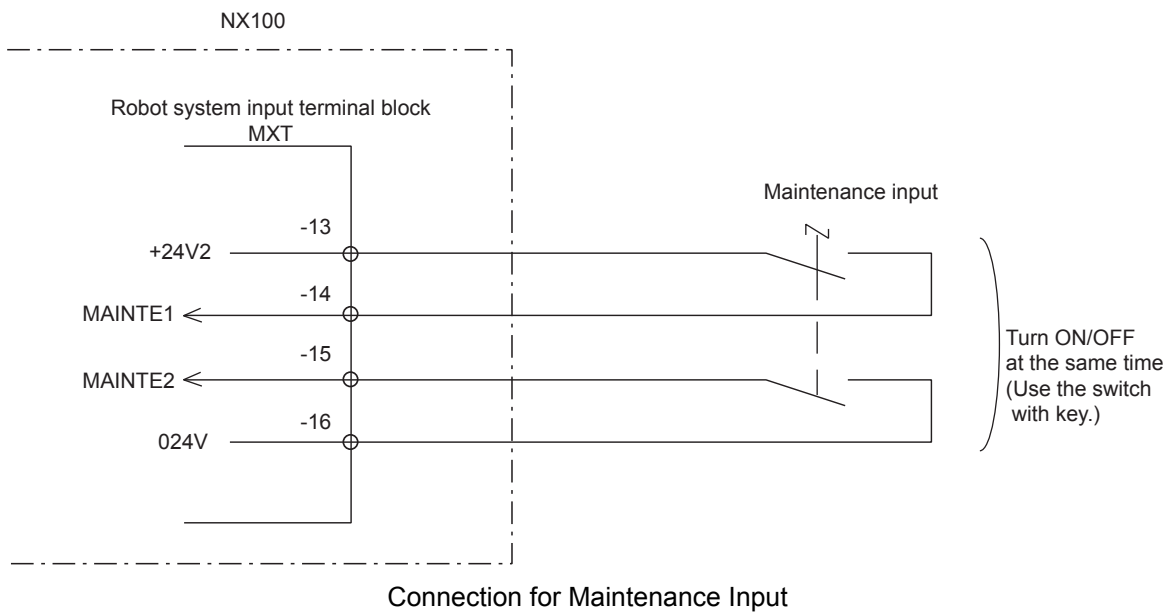 NX100
Robot system input terminal block
MXT
Maintenance input
-13
+24V2
-14
MAINTE1
-15
MAINTE2
-16
024V
Turn ON/OFF
at the same time
(Use the switch
with key.)
Connection for Maintenance Input